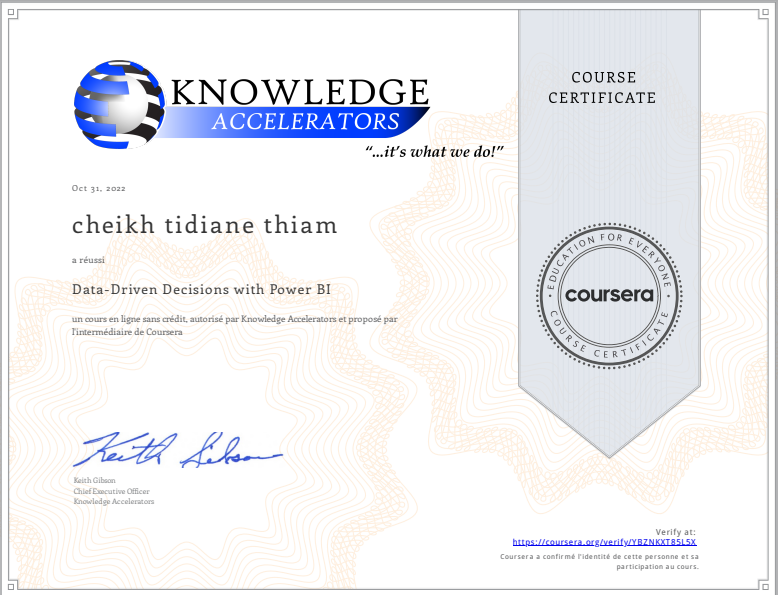 KNOWLEDGE
ACCELERATORS
“...it’s what we do!”
COURSE
CERTIFICATE
Oct 31, 2022
cheikh tidiane thiam
a réussi
Data-Driven Decisions with Power BI
un cours en ligne sans crédit, autorisé par Knowledge Accelerators et proposé par
l'intermédiaire de Coursera
EDUCATION FOR EVERYONE
coursera
COURSE CERTIFICATE
Keith Gibson
Keith Gibson
Chief Executive Officer
Knowledge Accelerators
Verify at:
https://coursera.org/verify/YBZNKXT85L5X
Coursera a confirmé l'identité de cette personne et sa
participation au cours.